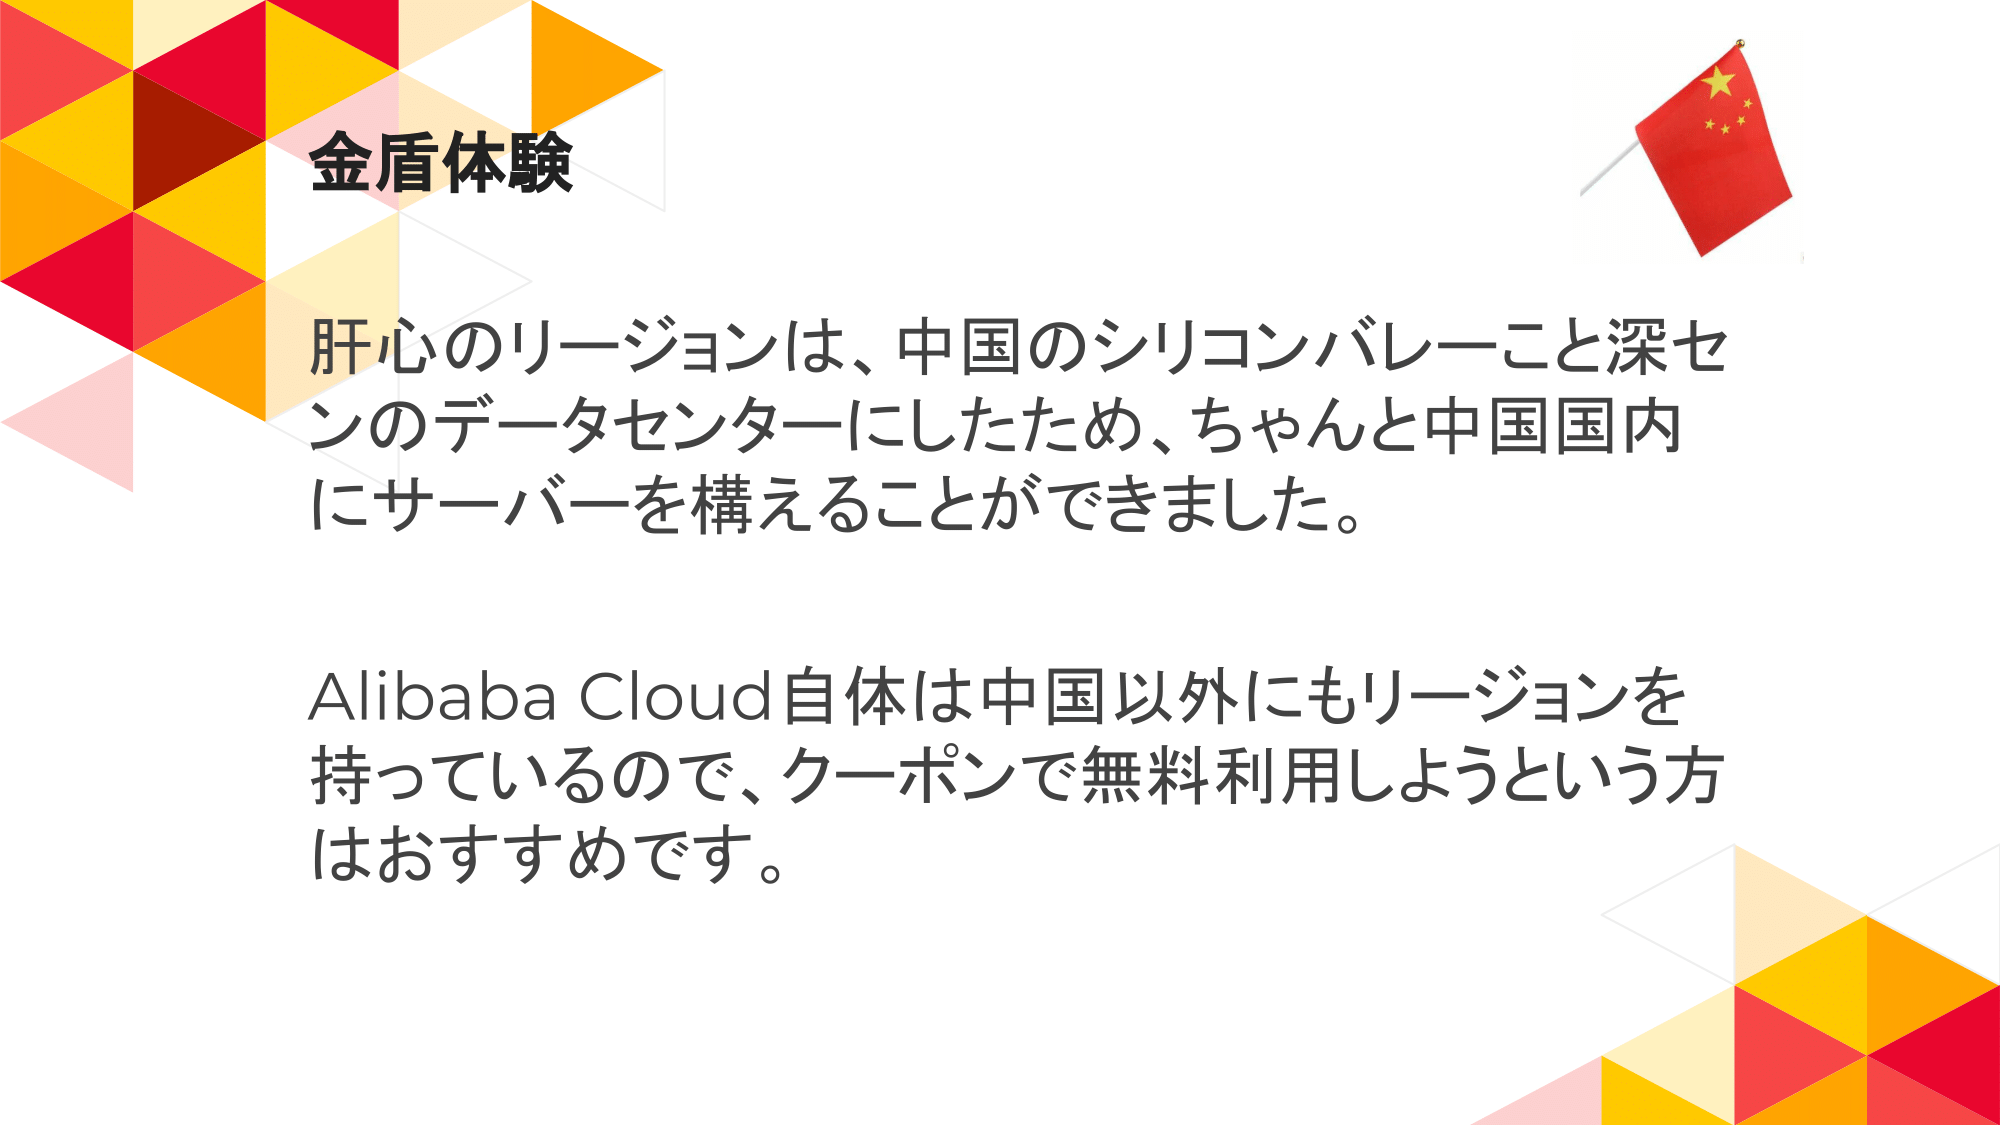 金盾体験
肝心のリージョンは、中国のシリコンバレーこと深セ
ンのデータセンターにしたため、ちゃんと中国国内
にサーバーを構えることができました。
Alibaba Cloud自体は中国以外にもリージョンを
持っているので、クーポンで無料利用しようという方
はおすすめです。